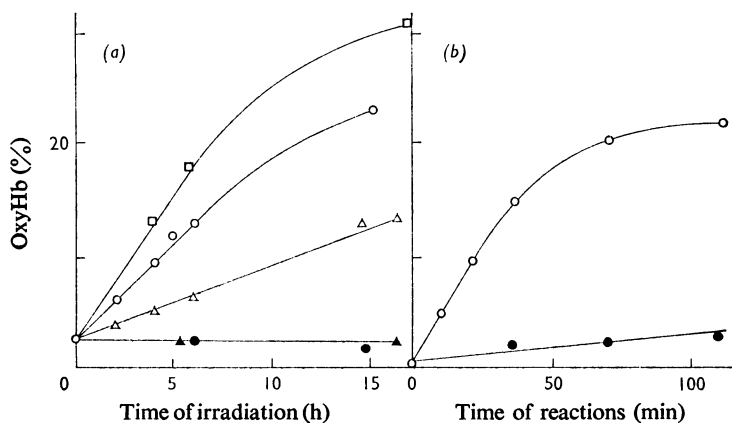 (a)
(b)
OxyHb (%)
20
0
5
10
15
0
50
100
Time of irradiation (h)
Time of reactions (min)